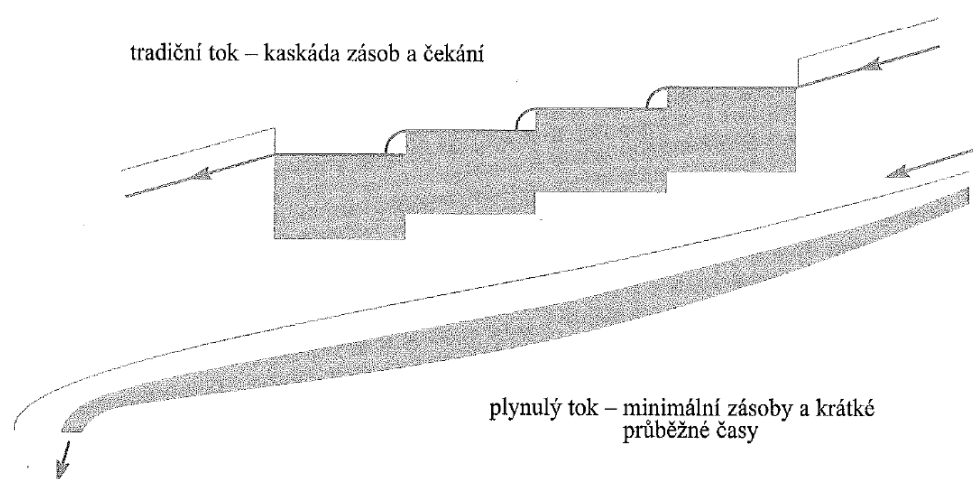 tradiční tok – kaskáda zásob a čekání
plynulý tok – minimální zásoby a krátké
průběžné časy